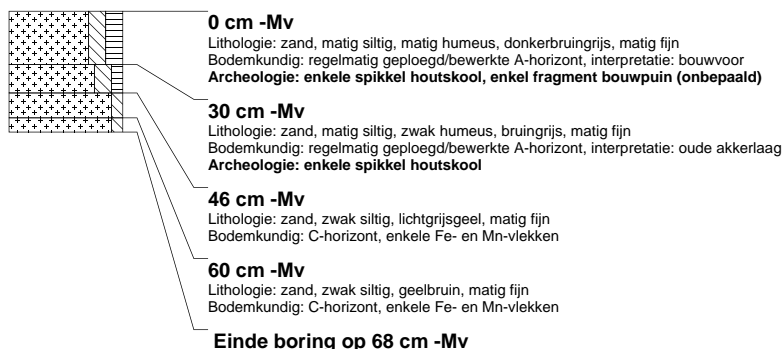 0 cm -Mv
Lithologie: zand, matig siltig, matig humeus, donkerbruingrijs, matig fijn
Bodemkundig: regelmatig geploegd/bewerkte A-horizont, interpretatie: bouwvoor
Archeologie: enkele spikkel houtskool, enkel fragment bouwpuin (onbepaald)
30 cm -Mv
Lithologie: zand, matig siltig, zwak humeus, bruingrijs, matig fijn
Bodemkundig: regelmatig geploegd/bewerkte A-horizont, interpretatie: oude akkerlaag
Archeologie: enkele spikkel houtskool
46 cm -Mv
Lithologie: zand, zwak siltig, lichtgrijsgeel, matig fijn
Bodemkundig: C-horizont, enkele Fe- en Mn-vlekken
60 cm -Mv
Lithologie: zand, zwak siltig, geelbruin, matig fijn
Bodemkundig: C-horizont, enkele Fe- en Mn-vlekken
Einde boring op 68 cm -Mv